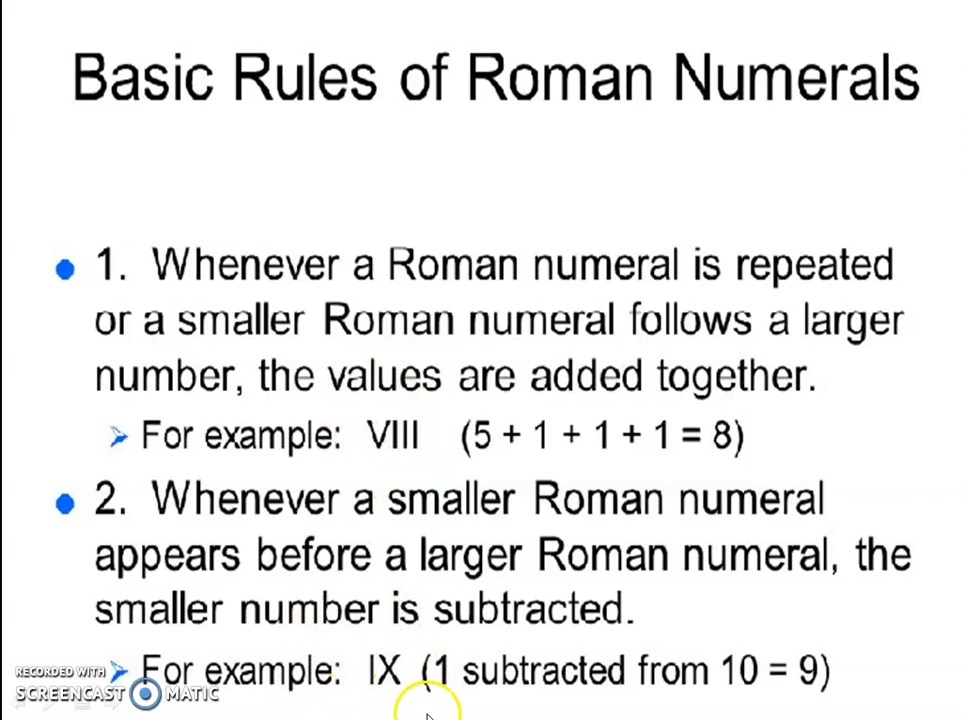 Basic Rules of Roman Numerals
1. Whenever a Roman numeral is repeated
or a smaller Roman numeral follows a larger
number, the values are added together.
For example: VIII (5 + 1 + 1 + 1 = 8)
2. Whenever a smaller Roman numeral
appears before a larger Roman numeral, the
smaller number is subtracted.
For example: IX (1 subtracted from 10 = 9)
RECORDED WITH
SCREENCAST MATIC